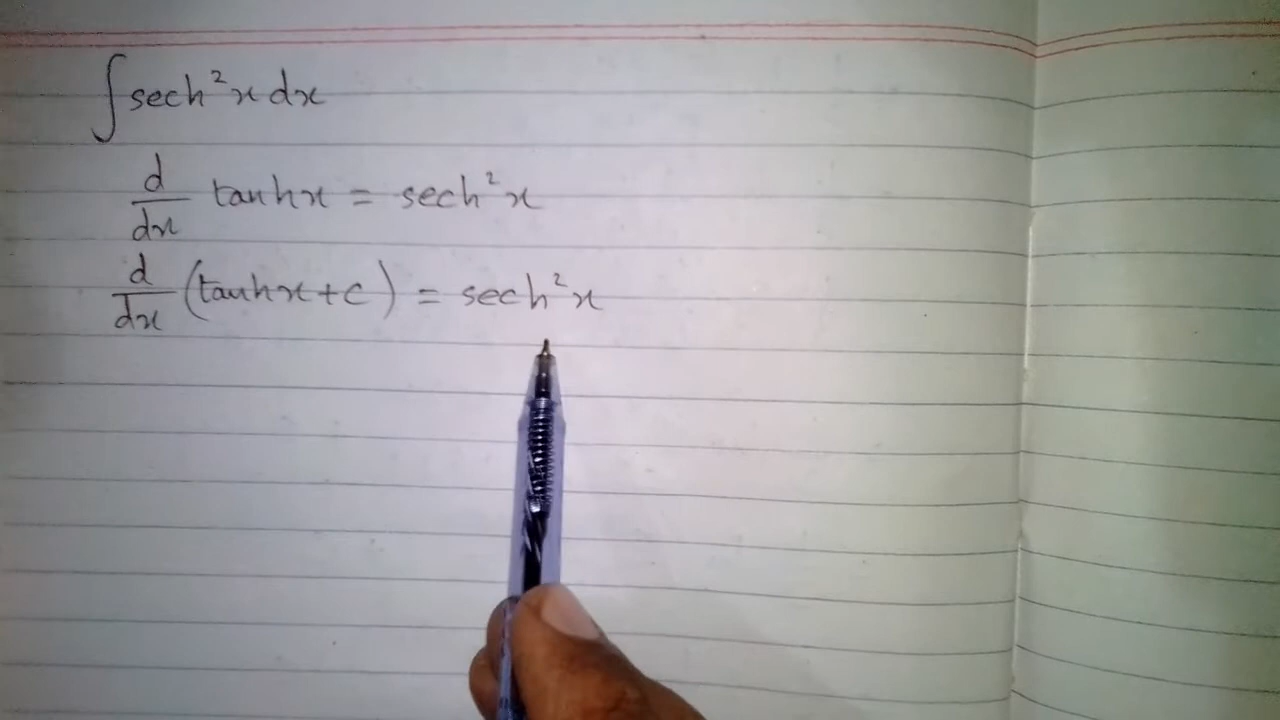 ∫ sech²x dx
d/dx tanhx = sech²x
d/dx (tanhx+c) = sech²x